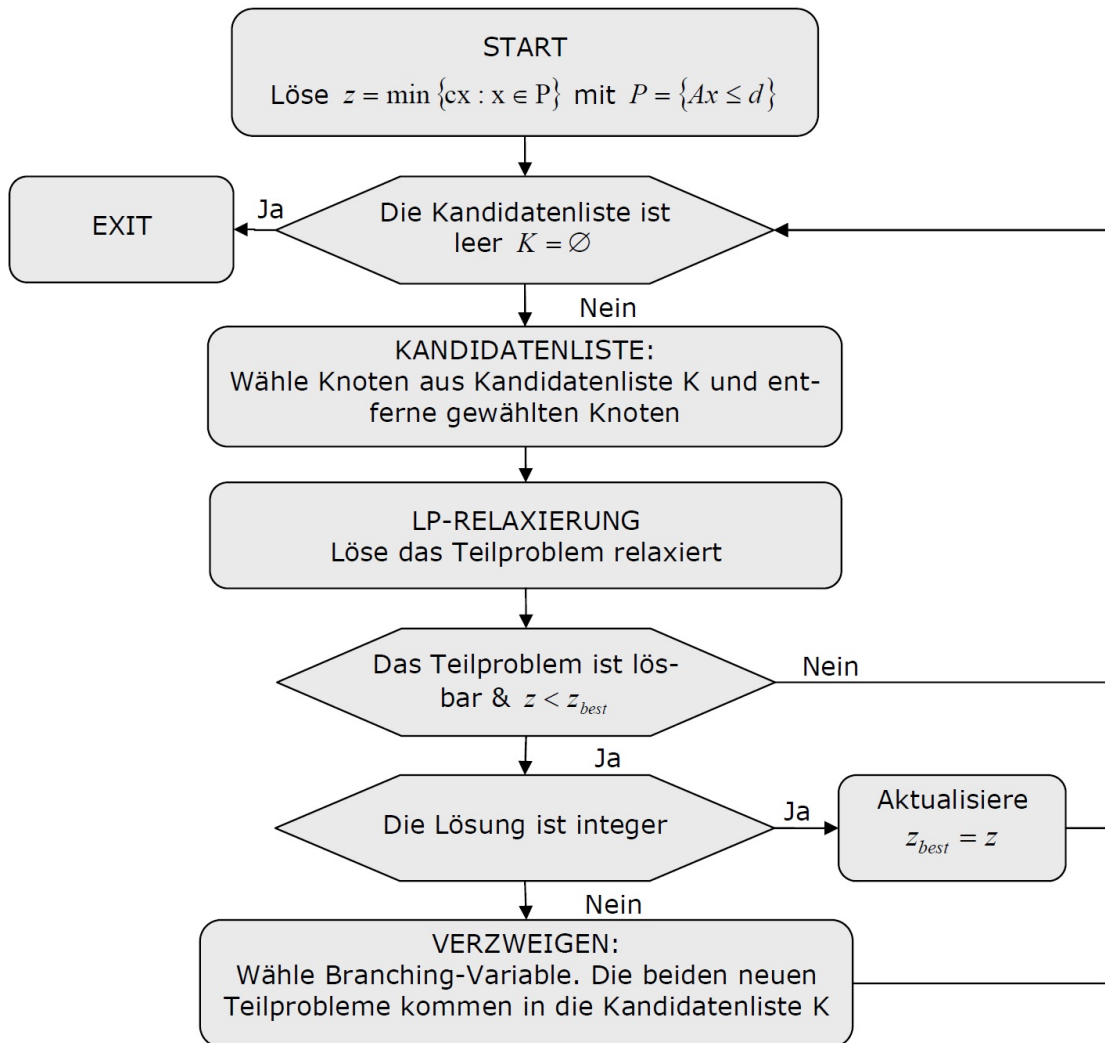 START
Löse z = min {cx : x ∈ P} mit P = {Ax ≤ d}
Ja
EXIT
Die Kandidatenliste ist
leer K = ∅
Nein
KANDIDATENLISTE:
Wähle Knoten aus Kandidatenliste K und ent-
ferne gewählten Knoten
LP-RELAXIERUNG
Löse das Teilproblem relaxiert
Das Teilproblem ist lös-
bar & z < z_best
Nein
Ja
Die Lösung ist integer
Ja
Aktualisiere
z_best = z
Nein
VERZWEIGEN:
Wähle Branching-Variable. Die beiden neuen
Teilprobleme kommen in die Kandidatenliste K